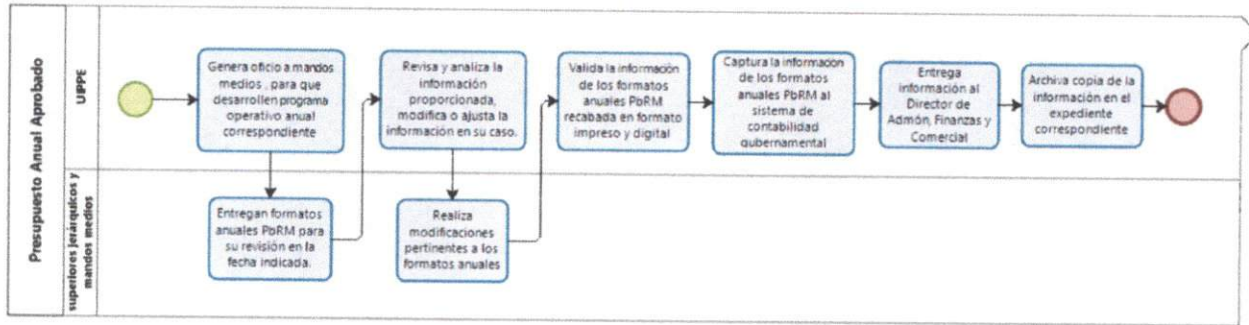 Presupuesto Anual Aprobado
UIPPE
superiores jerárquicos y
mandos medios
Genera oficio a mandos
medios , para que
desarrollen programa
operativo anual
correspondiente
Entregan formatos
anuales PbRM para
su revisión en la
fecha indicada.
Revisa y analiza la
información
proporcionada,
modifica o ajusta la
información en su caso.
Realiza
modificaciones
pertinentes a los
formatos anuales
Valida la información
de los formatos
anuales PbRM
recabada en formato
impreso y digital
Captura la información
de los formatos
anuales PbRM al
sistema de
contabilidad
gubernamental
Entrega
información al
Director de
Admón, Finanzas y
Comercial
Archiva copia de la
información en el
expediente
correspondiente